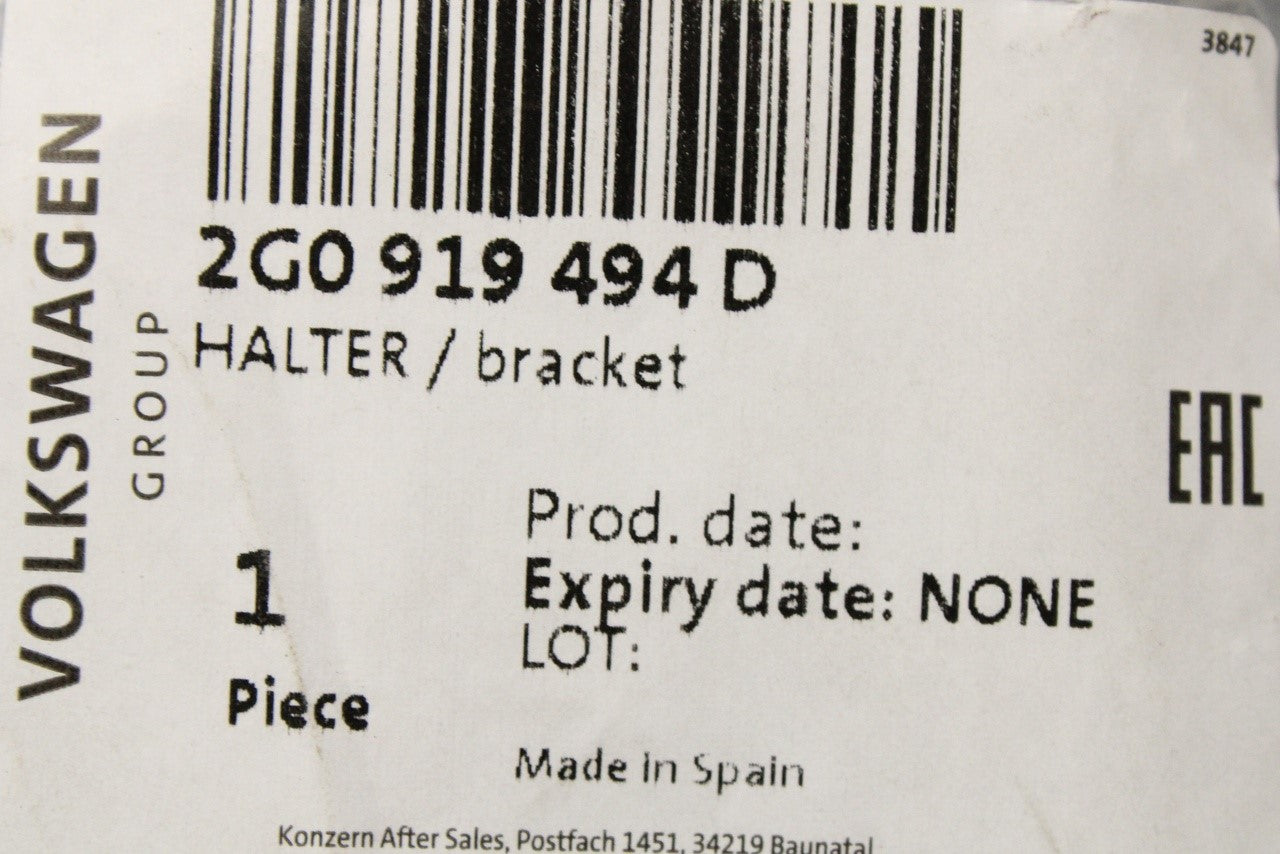 3847
2G0 919 494 D
HALTER / bracket
VOLKSWAGEN
GROUP
EAC
Prod. date:
Expiry date: NONE
LOT:
1
Piece
Made in Spain
Konzern After Sales, Postfach 1451, 34219 Baunatal